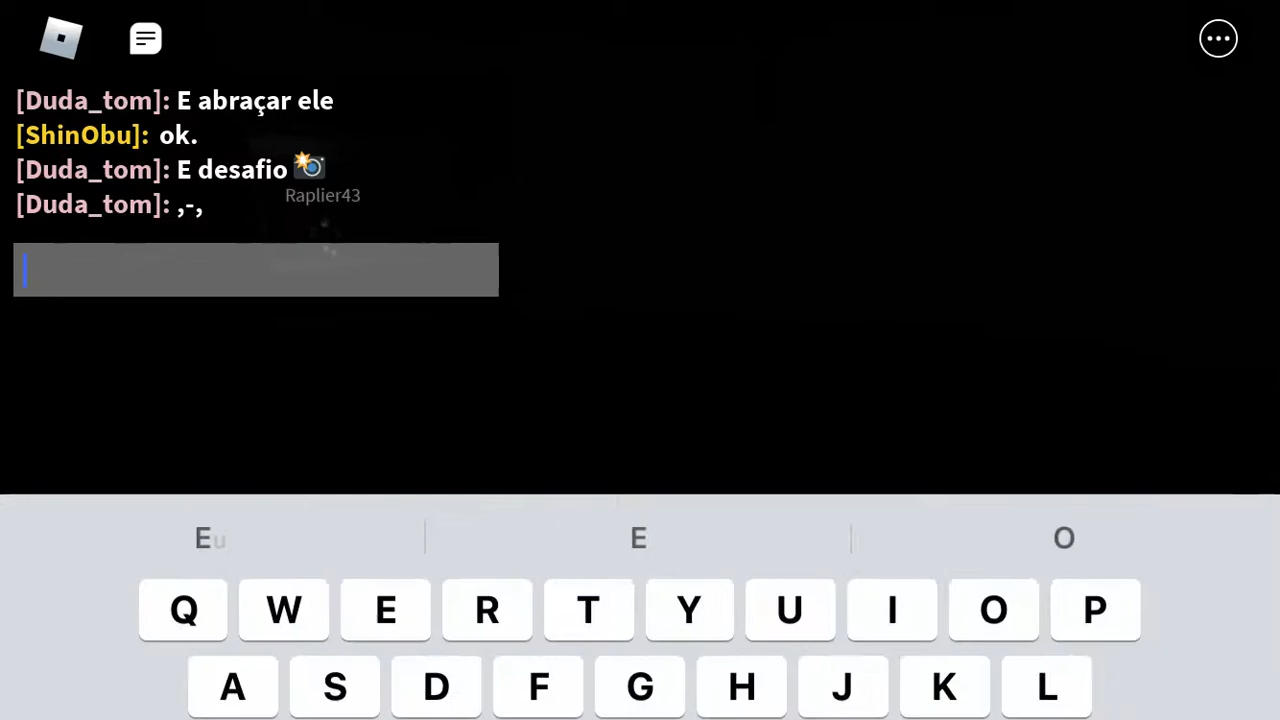 [Duda_tom]: E abraçar ele
[ShinObu]: ok.
[Duda_tom]: E desafio 📸
Raplier43
[Duda_tom]: ,-,
Eu E O
Q W E R T Y U I O P
A S D F G H J K L